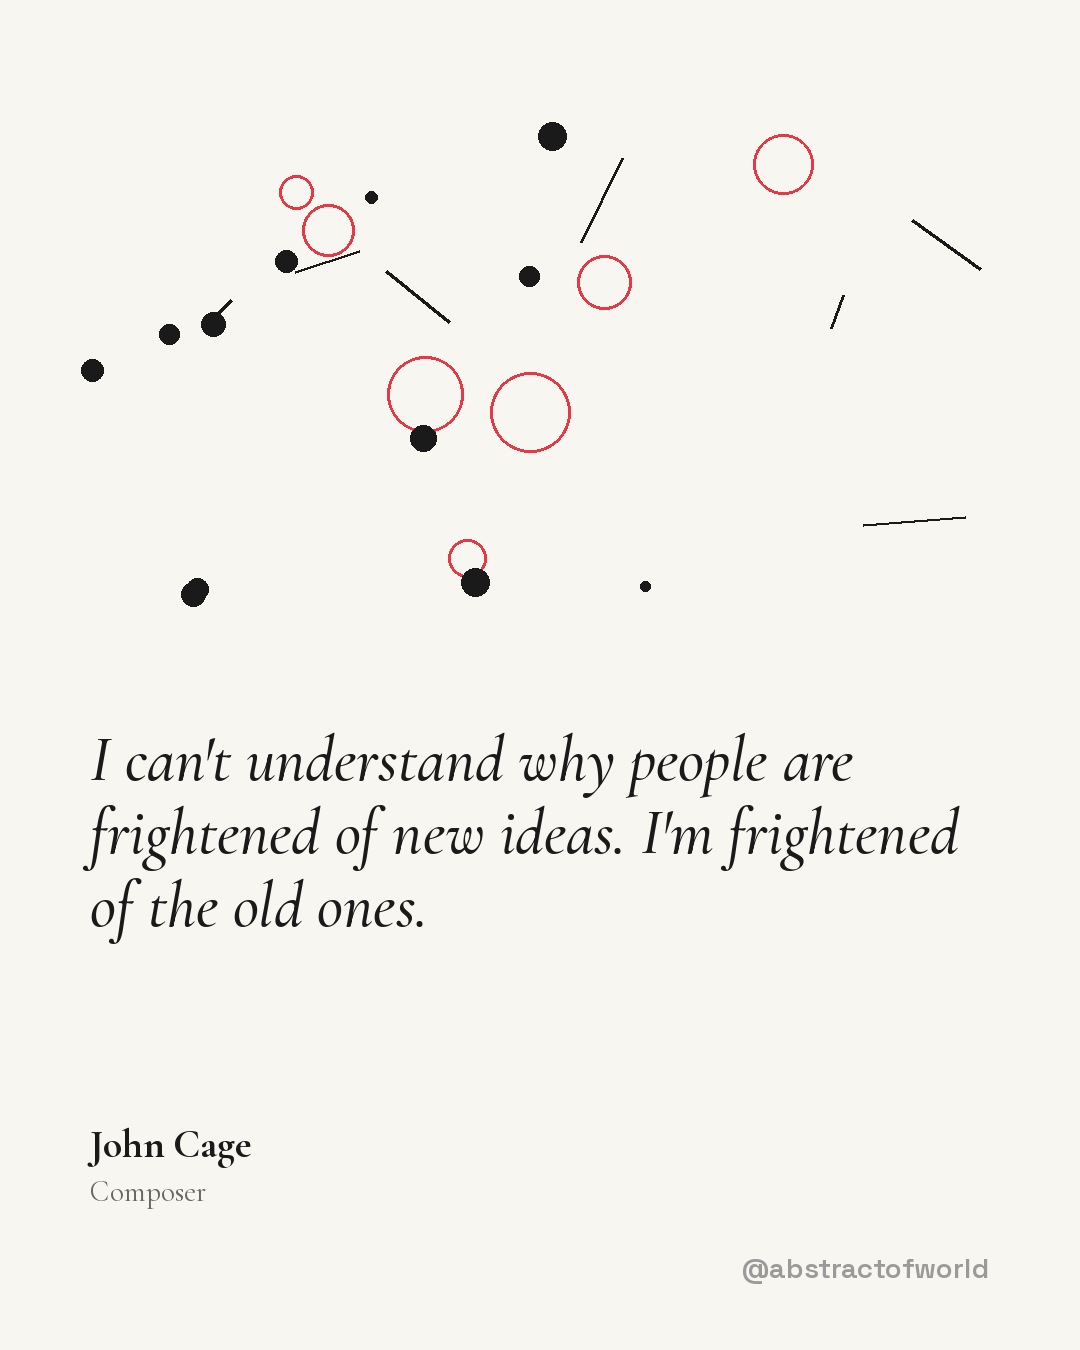 I can't understand why people are
frightened of new ideas. I'm frightened
of the old ones.
John Cage
Composer
@abstractofworld